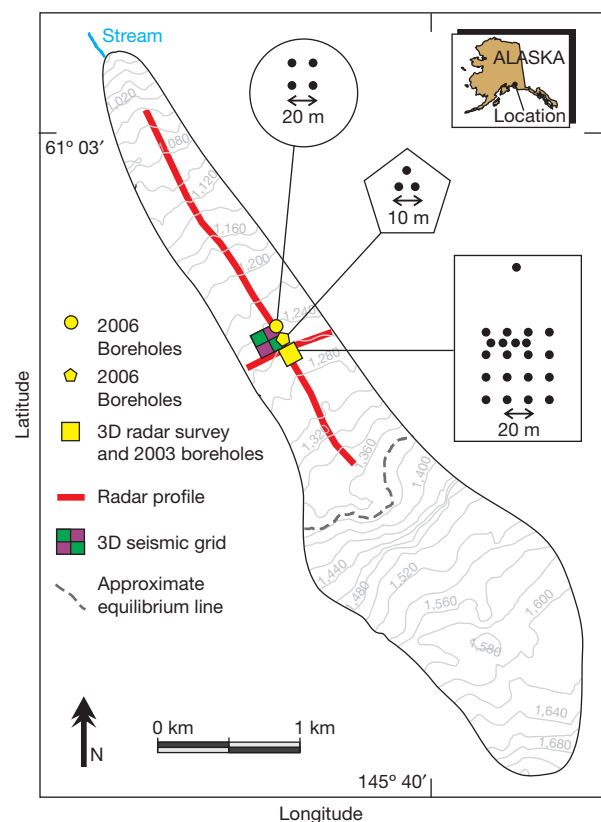 Stream
ALASKA
Location
20 m
61° 03′
10 m
1,020
1,080
1,120
1,160
1,200
1,240
1,280
20 m
2006
Boreholes
2006
Boreholes
3D radar survey
and 2003 boreholes
Radar profile
3D seismic grid
Approximate
equilibrium line
Latitude
1,320
1,360
1,400
1,440
1,480
1,520
1,560
1,600
1,580
1,640
1,680
N
0 km
1 km
145° 40′
Longitude